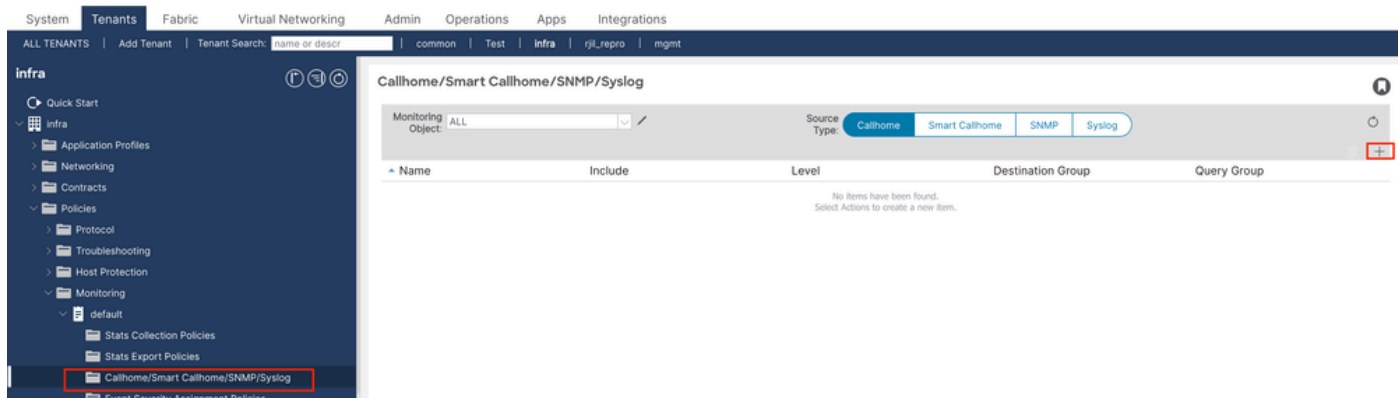 System Tenants Fabric Virtual Networking Admin Operations Apps Integrations
ALL TENANTS | Add Tenant | Tenant Search: name or descr | common | Test | infra | rjil_repro | mgmt
infra
Quick Start
infra
Application Profiles
Networking
Contracts
Policies
Protocol
Troubleshooting
Host Protection
Monitoring
default
Stats Collection Policies
Stats Export Policies
Callhome/Smart Callhome/SNMP/Syslog
Event Severity Assignment Policies
Callhome/Smart Callhome/SNMP/Syslog
Monitoring Object: ALL
Source Type: Callhome Smart Callhome SNMP Syslog
Name Include Level Destination Group Query Group
No items have been found.
Select Actions to create a new item.